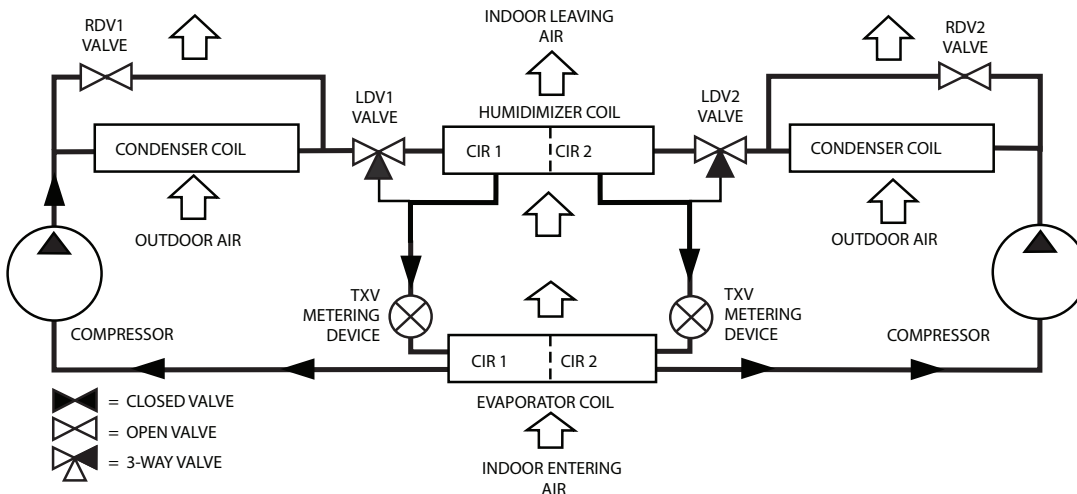 RDV1
VALVE
INDOOR LEAVING
AIR
RDV2
VALVE
LDV1
VALVE
HUMIDIMIZER COIL
LDV2
VALVE
CONDENSER COIL
CIR 1
CIR 2
CONDENSER COIL
OUTDOOR AIR
OUTDOOR AIR
TXV
METERING
DEVICE
TXV
METERING
DEVICE
COMPRESSOR
COMPRESSOR
CIR 1
CIR 2
EVAPORATOR COIL
= CLOSED VALVE
= OPEN VALVE
= 3-WAY VALVE
INDOOR ENTERING
AIR